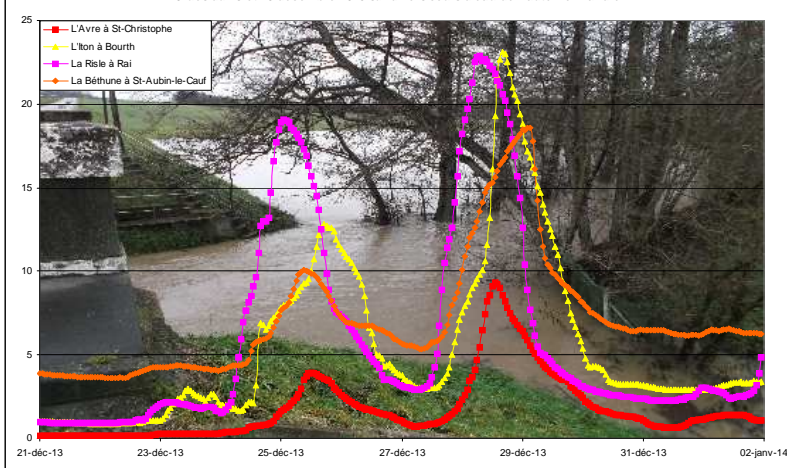 25
L'Avre à St-Christophe
L'Iton à Bourth
La Risle à Rai
La Béthune à St-Aubin-le-Cauf
20
15
10
5
0
21-déc-13 23-déc-13 25-déc-13 27-déc-13 29-déc-13 31-déc-13 02-janv-14